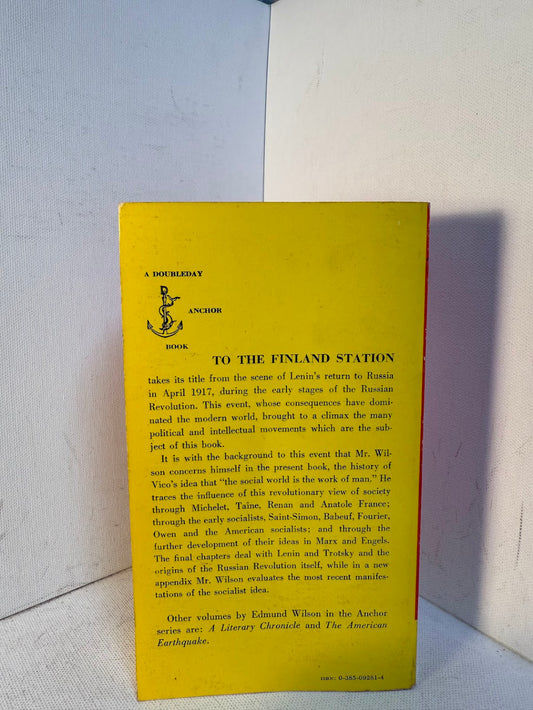 A DOUBLEDAY
ANCHOR
BOOK
TO THE FINLAND STATION
takes its title from the scene of Lenin's return to Russia
in April 1917, during the early stages of the Russian
Revolution. This event, whose consequences have domi-
nated the modern world, brought to a climax the many
political and intellectual movements which are the sub-
ject of this book.
It is with the background to this event that Mr. Wil-
son concerns himself in the present book, the history of
Vico's idea that "the social world is the work of man." He
traces the influence of this revolutionary view of society
through Michelet, Taine, Renan and Anatole France;
through the early socialists, Saint-Simon, Babeuf, Fourier,
Owen and the American socialists; and through the
further development of their ideas in Marx and Engels.
The final chapters deal with Lenin and Trotsky and the
origins of the Russian Revolution itself, while in a new
appendix Mr. Wilson evaluates the most recent manifes-
tations of the socialist idea.
Other volumes by Edmund Wilson in the Anchor
series are: A Literary Chronicle and The American
Earthquake.
ISBN: 0-385-09281-4